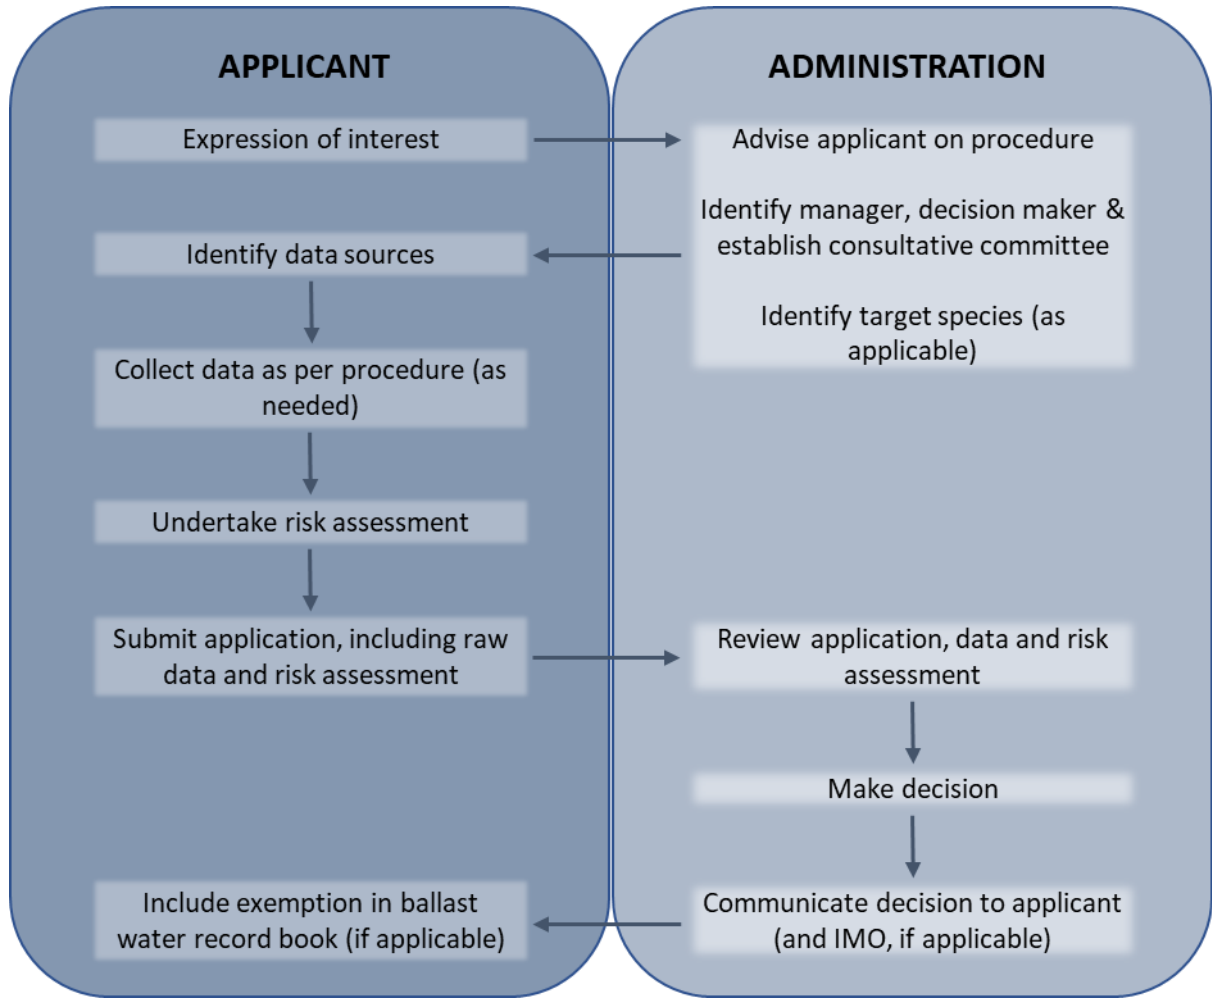 APPLICANT
Expression of interest
Identify data sources
Collect data as per procedure (as
needed)
Undertake risk assessment
Submit application, including raw
data and risk assessment
Include exemption in ballast
water record book (if applicable)
ADMINISTRATION
Advise applicant on procedure
Identify manager, decision maker &
establish consultative committee
Identify target species (as
applicable)
Review application, data and risk
assessment
Make decision
Communicate decision to applicant
(and IMO, if applicable)